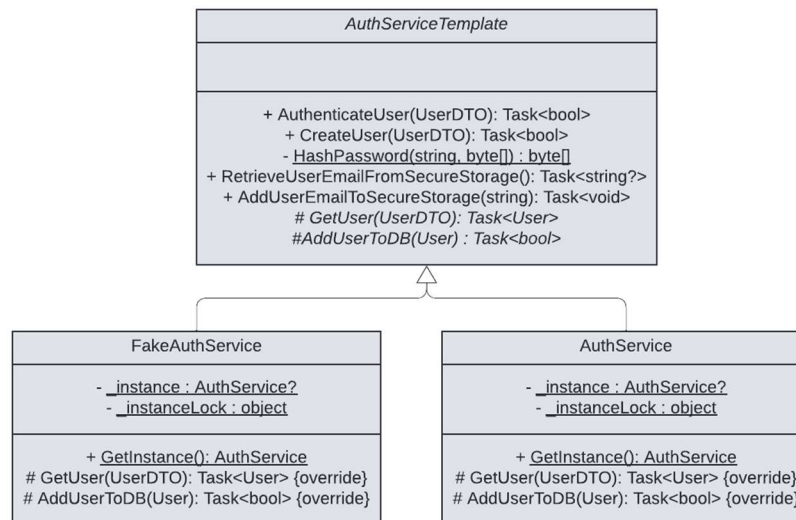 AuthServiceTemplate
+ AuthenticateUser(UserDTO): Task<bool>
+ CreateUser(UserDTO): Task<bool>
- HashPassword(string, byte[]) : byte[]
+ RetrieveUserEmailFromSecureStorage(): Task<string?>
+ AddUserEmailToSecureStorage(string): Task<void>
# GetUser(UserDTO): Task<User>
#AddUserToDB(User) : Task<bool>
FakeAuthService
- _instance : AuthService?
- _instanceLock : object
+ GetInstance(): AuthService
# GetUser(UserDTO): Task<User> {override}
# AddUserToDB(User): Task<bool> {override}
AuthService
- _instance : AuthService?
- _instanceLock : object
+ GetInstance(): AuthService
# GetUser(UserDTO): Task<User> {override}
# AddUserToDB(User): Task<bool> {override}